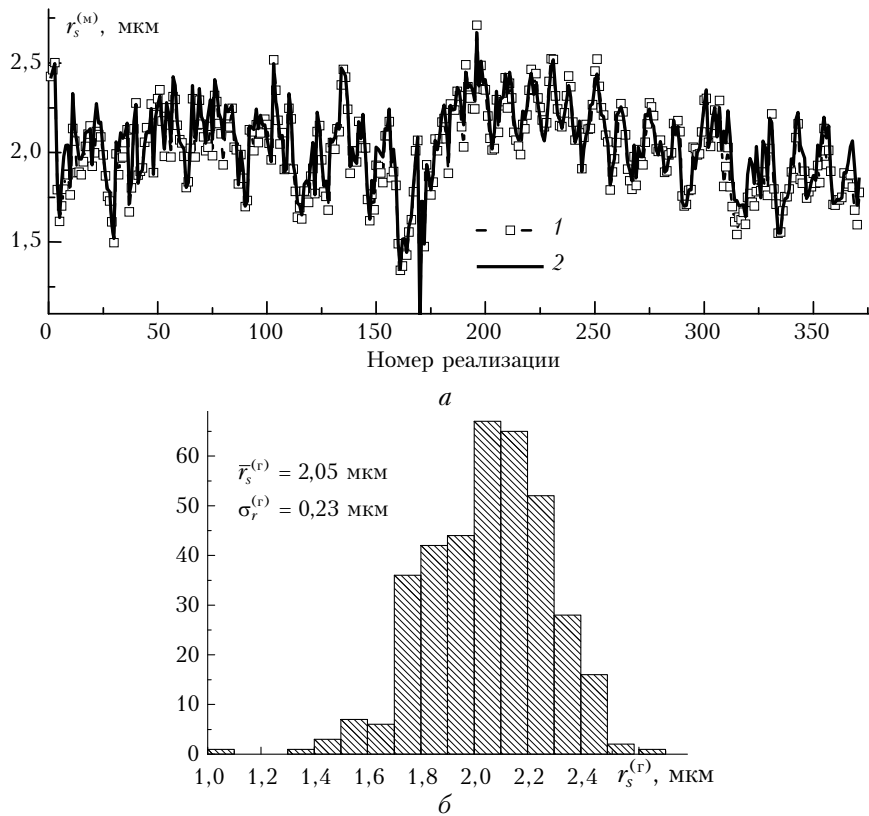 r_s^(м), мкм
2,5
2,0
1,5
1
2
0 50 100 150 200 250 300 350
Номер реализации
а
60
50
40
30
20
10
0
r̅_s^(г) = 2,05 мкм
σ_r^(г) = 0,23 мкм
1,0 1,2 1,4 1,6 1,8 2,0 2,2 2,4 r_s^(г), мкм
б